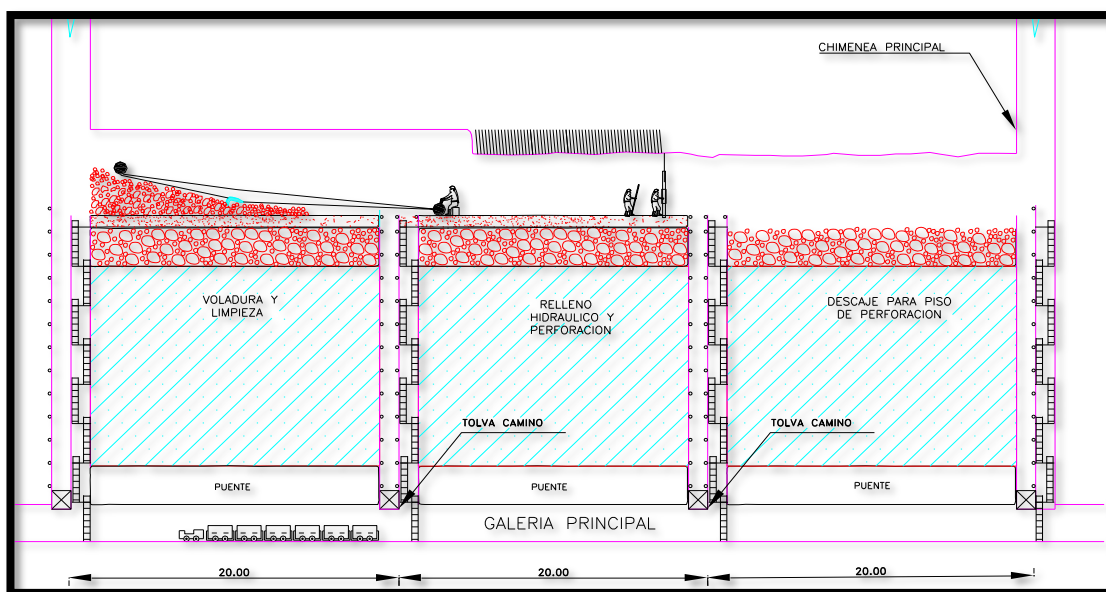 CHIMENEA PRINCIPAL
VOLADURA Y
LIMPIEZA
RELLENO
HIDRAULICO Y
PERFORACION
DESCAJE PARA PISO
DE PERFORACION
TOLVA CAMINO
TOLVA CAMINO
PUENTE
PUENTE
PUENTE
GALERIA PRINCIPAL
20.00
20.00
20.00